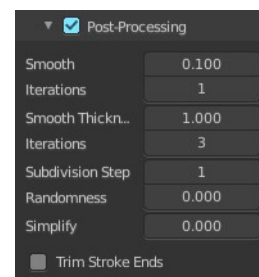 Post-Processing
Smooth 0.100
Iterations 1
Smooth Thickn... 1.000
Iterations 3
Subdivision Step 1
Randomness 0.000
Simplify 0.000
Trim Stroke Ends